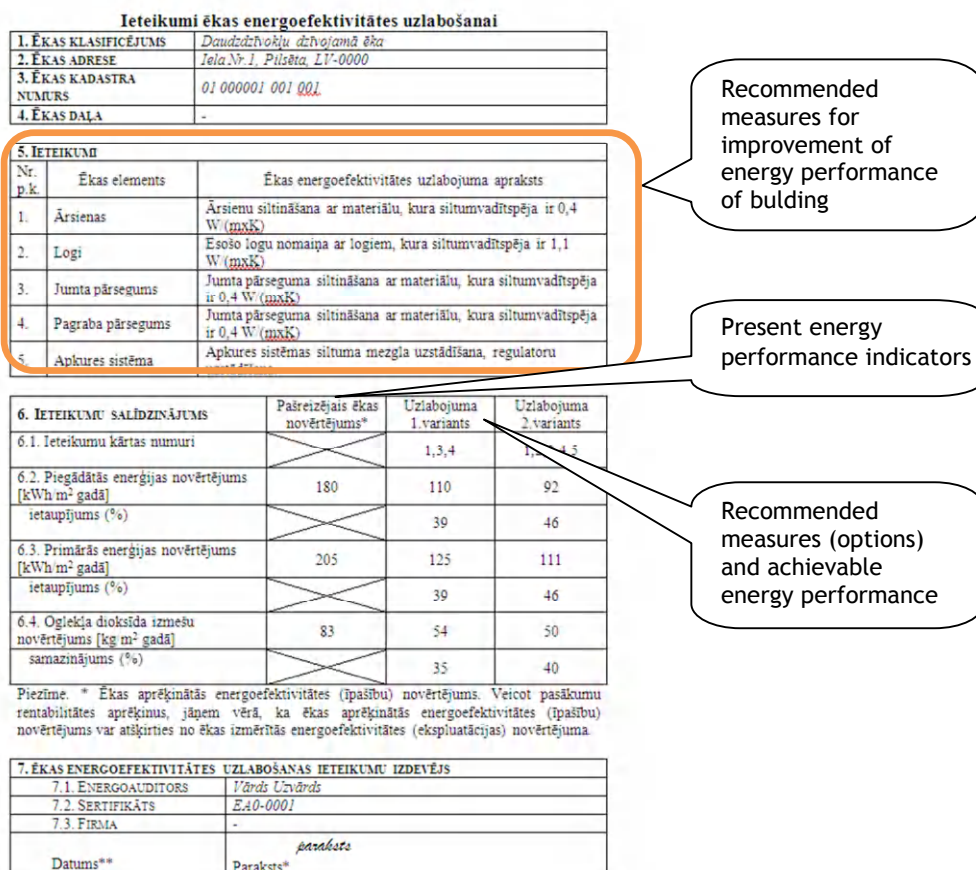 Ieteikumi ēkas energoefektivitātes uzlabošanai
1. ĒKAS KLASIFICĒJUMS Daudzdzīvokļu dzīvojamā ēka
2. ĒKAS ADRESE Iela Nr.1, Pilsēta, LV-0000
3. ĒKAS KADASTRA NUMURS 01 000001 001 001
4. ĒKAS DAĻA -
5. IETEIKUMI
Nr. p.k. Ēkas elements Ēkas energoefektivitātes uzlabojuma apraksts
1. Ārsienas Ārsienu siltināšana ar materiālu, kura siltumvadītspēja ir 0,4
W/(mxK)
2. Logi Esošo logu nomaiņa ar logiem, kura siltumvadītspēja ir 1,1
W/(mxK)
3. Jumta pārsegums Jumta pārseguma siltināšana ar materiālu, kura siltumvadītspēja
ir 0,4 W/(mxK)
4. Pagraba pārsegums Jumta pārseguma siltināšana ar materiālu, kura siltumvadītspēja
ir 0,4 W/(mxK)
5. Apkures sistēma Apkures sistēmas siltuma mezgla uzstādīšana, regulatoru
6. IETEIKUMU SALĪDZINĀJUMS Pašreizējais ēkas novērtējums* Uzlabojuma 1.variants Uzlabojuma 2.variants
6.1. Ieteikumu kārtas numuri 1,3,4
6.2. Piegādātās enerģijas novērtējums
[kWh/m² gadā] 180 110 92
ietaupījums (%) 39 46
6.3. Primārās enerģijas novērtējums
[kWh/m² gadā] 205 125 111
ietaupījums (%) 39 46
6.4. Oglekļa dioksīda izmešu
novērtējums [kg/m² gadā] 83 54 50
samazinājums (%) 35 40
Piezīme. * Ēkas aprēķinātās energoefektivitātes (īpašību) novērtējums. Veicot pasākumu
rentabilitātes aprēķinus, jāņem vērā, ka ēkas aprēķinātās energoefektivitātes (īpašību)
novērtējums var atšķirties no ēkas izmērītās energoefektivitātes (ekspluatācijas) novērtējuma.
7. ĒKAS ENERGOEFEKTIVITĀTES UZLABOŠANAS IETEIKUMU IZDEVĒJS
7.1. ENERGOAUDITORS Vārds Uzvārds
7.2. SERTIFIKĀTS EA0-0001
7.3. FIRMA -
paraksts
Datums** Paraksts*
Recommended
measures for
improvement of
energy performance
of bulding
Present energy
performance indicators
Recommended
measures (options)
and achievable
energy performance